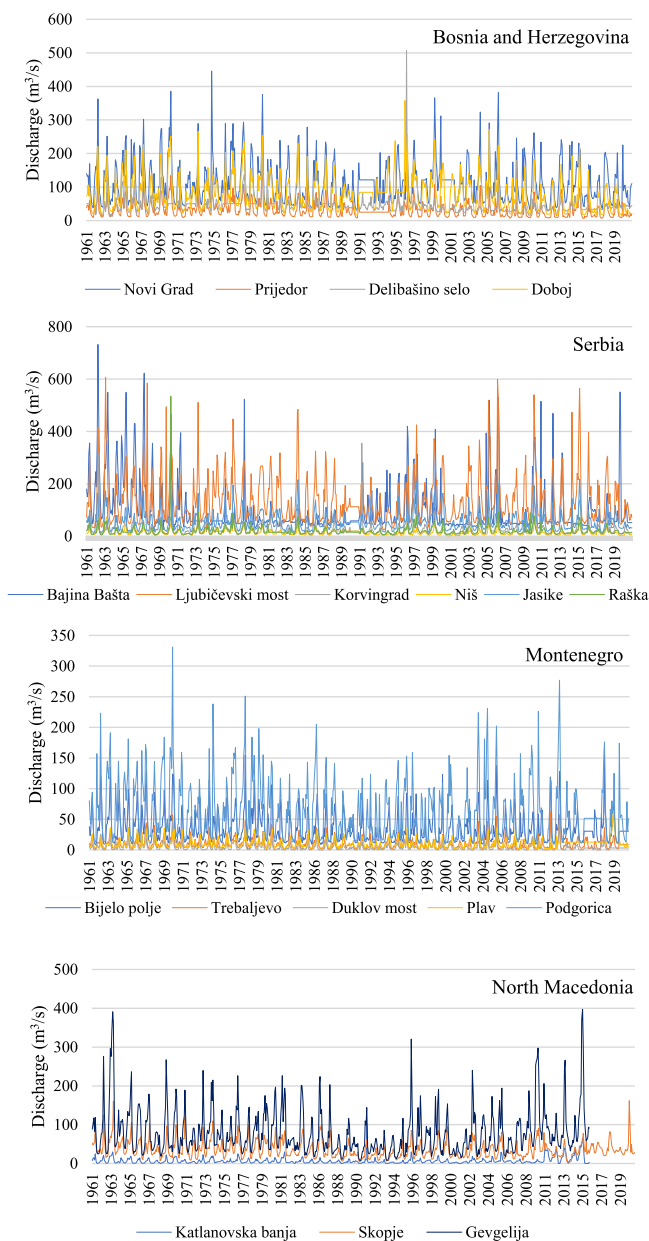 Bosnia and Herzegovina
Discharge (m³/s)
600
500
400
300
200
100
0
1961 1963 1965 1967 1969 1971 1973 1975 1977 1979 1981 1983 1985 1987 1989 1991 1993 1995 1997 1999 2001 2003 2005 2007 2009 2011 2013 2015 2017 2019
Novi Grad Prijedor Delibašino selo Doboj
Serbia
Discharge (m³/s)
800
600
400
200
0
1961 1963 1965 1967 1969 1971 1973 1975 1977 1979 1981 1983 1985 1987 1989 1991 1993 1995 1997 1999 2001 2003 2005 2007 2009 2011 2013 2015 2017 2019
Bajina Bašta Ljubičevski most Korvingrad Niš Jasike Raška
Montenegro
Discharge (m³/s)
350
300
250
200
150
100
50
0
1961 1963 1965 1967 1969 1971 1973 1975 1977 1979 1981 1983 1986 1988 1990 1992 1994 1996 1998 2000 2002 2004 2006 2008 2011 2013 2015 2017 2019
Bijelo polje Trebaljevo Duklov most Plav Podgorica
North Macedonia
Discharge (m³/s)
500
400
300
200
100
0
1961 1963 1965 1967 1969 1971 1973 1975 1977 1979 1981 1983 1986 1988 1990 1992 1994 1996 1998 2000 2002 2004 2006 2008 2011 2013 2015 2017 2019
Katlanovska banja Skopje Gevgelija